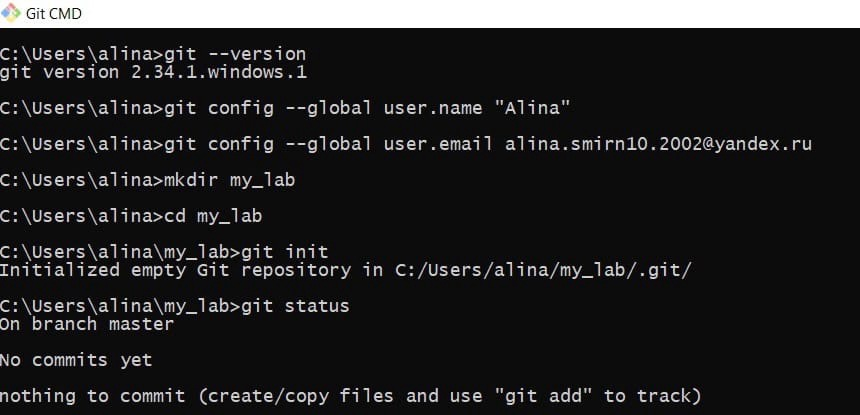 Git CMD
C:\Users\alina>git --version
git version 2.34.1.windows.1
C:\Users\alina>git config --global user.name "Alina"
C:\Users\alina>git config --global user.email alina.smirn10.2002@yandex.ru
C:\Users\alina>mkdir my_lab
C:\Users\alina>cd my_lab
C:\Users\alina\my_lab>git init
Initialized empty Git repository in C:/Users/alina/my_lab/.git/
C:\Users\alina\my_lab>git status
On branch master
No commits yet
nothing to commit (create/copy files and use "git add" to track)